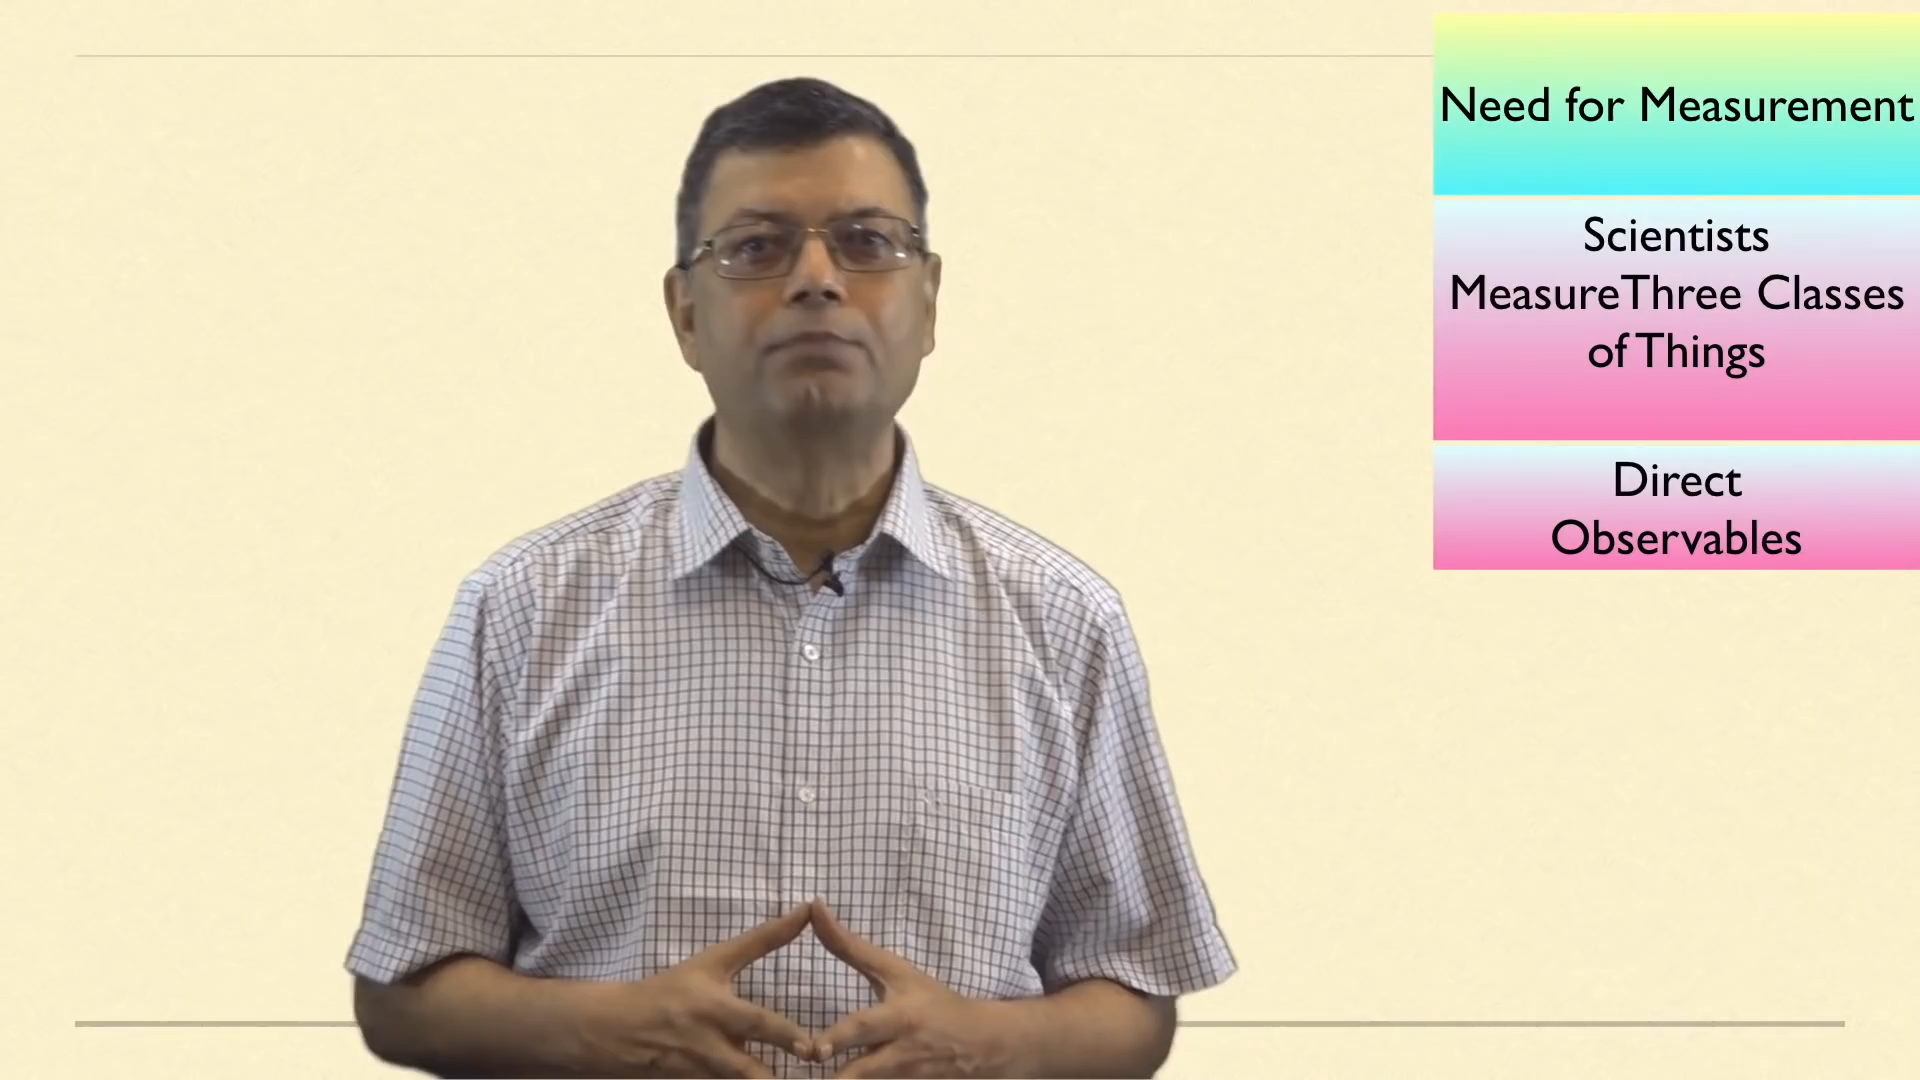 Need for Measurement
Scientists
MeasureThree Classes
of Things
Direct
Observables